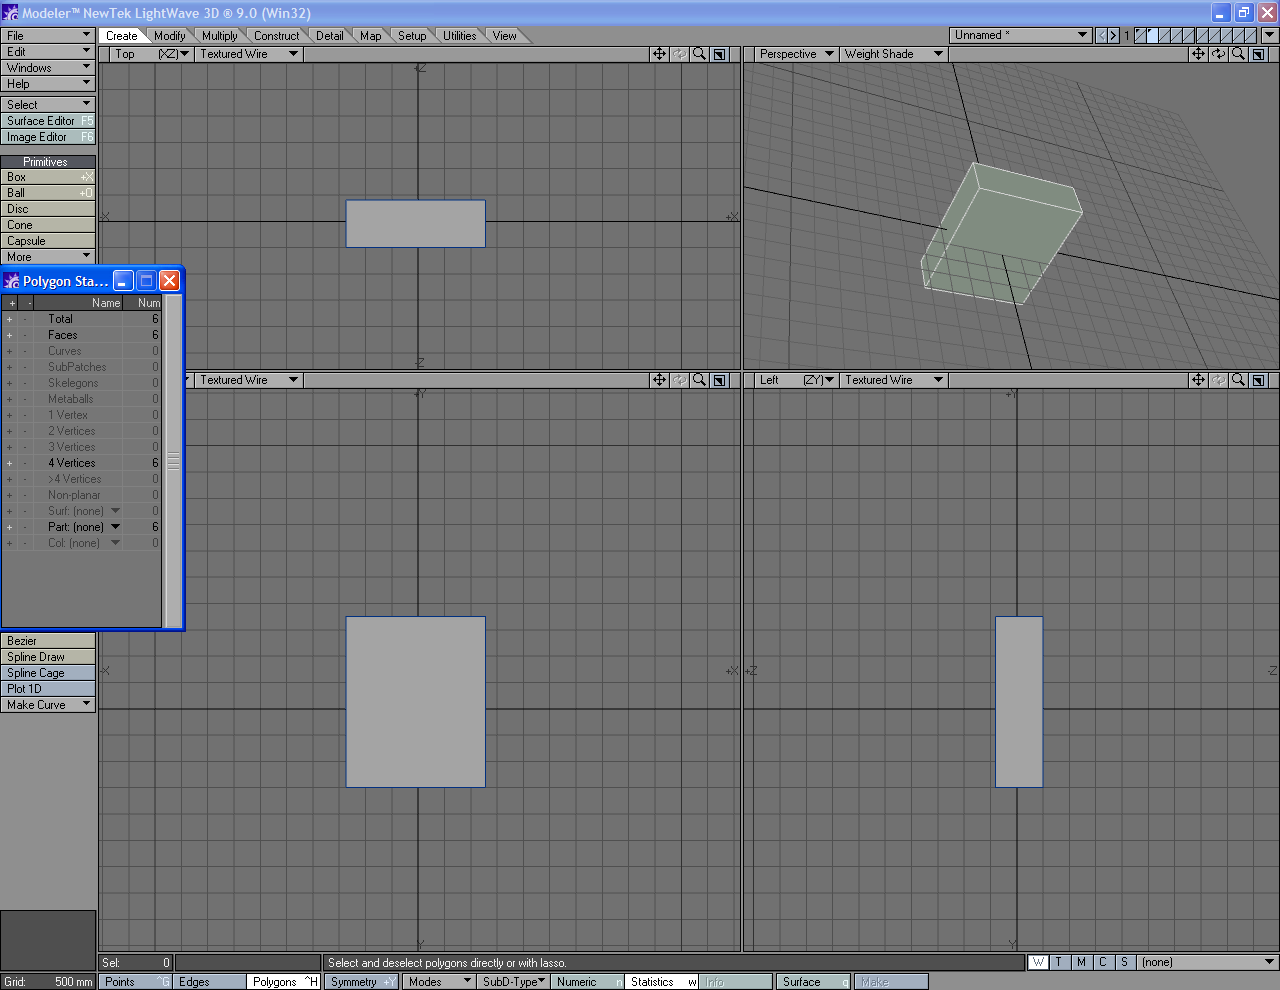 Modeler™ NewTek LightWave 3D ® 9.0 (Win32)
File
Edit
Windows
Help
Select
Surface Editor F5
Image Editor F6
Primitives
Box +X
Ball +O
Disc
Cone
Capsule
More
Create Modify Multiply Construct Detail Map Setup Utilities View
Unnamed * 1
Top (XZ) Textured Wire
Perspective Weight Shade
Polygon Sta...
+ - Name Num
+ - Total 6
+ - Faces 6
+ - Curves 0
+ - SubPatches 0
+ - Skelegons 0
+ - Metaballs 0
+ - 1 Vertex 0
+ - 2 Vertices 0
+ - 3 Vertices 0
+ - 4 Vertices 6
+ - >4 Vertices 0
+ - Non-planar 0
+ - Surf: (none) 0
+ - Part: (none) 6
+ - Col: (none) 0
Textured Wire
Left (ZY) Textured Wire
Bezier
Spline Draw
Spline Cage
Plot 1D
Make Curve
Sel: 0
Select and deselect polygons directly or with lasso.
W T M C S (none)
Grid: 500 mm
Points ^G Edges Polygons ^H Symmetry +Y Modes SubD-Type Numeric n Statistics w Info Surface q Make